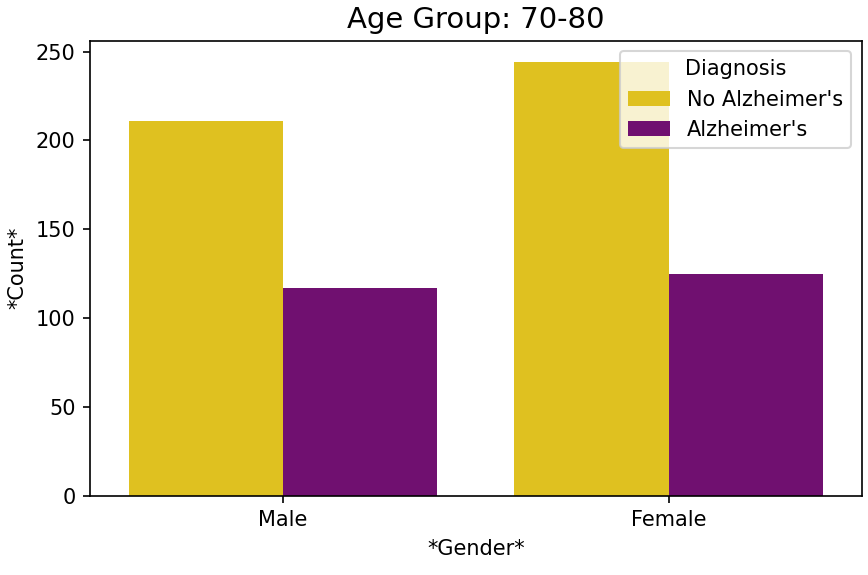 Age Group: 70-80
250
200
150
100
50
0
*Count*
Diagnosis
No Alzheimer's
Alzheimer's
Male
Female
*Gender*